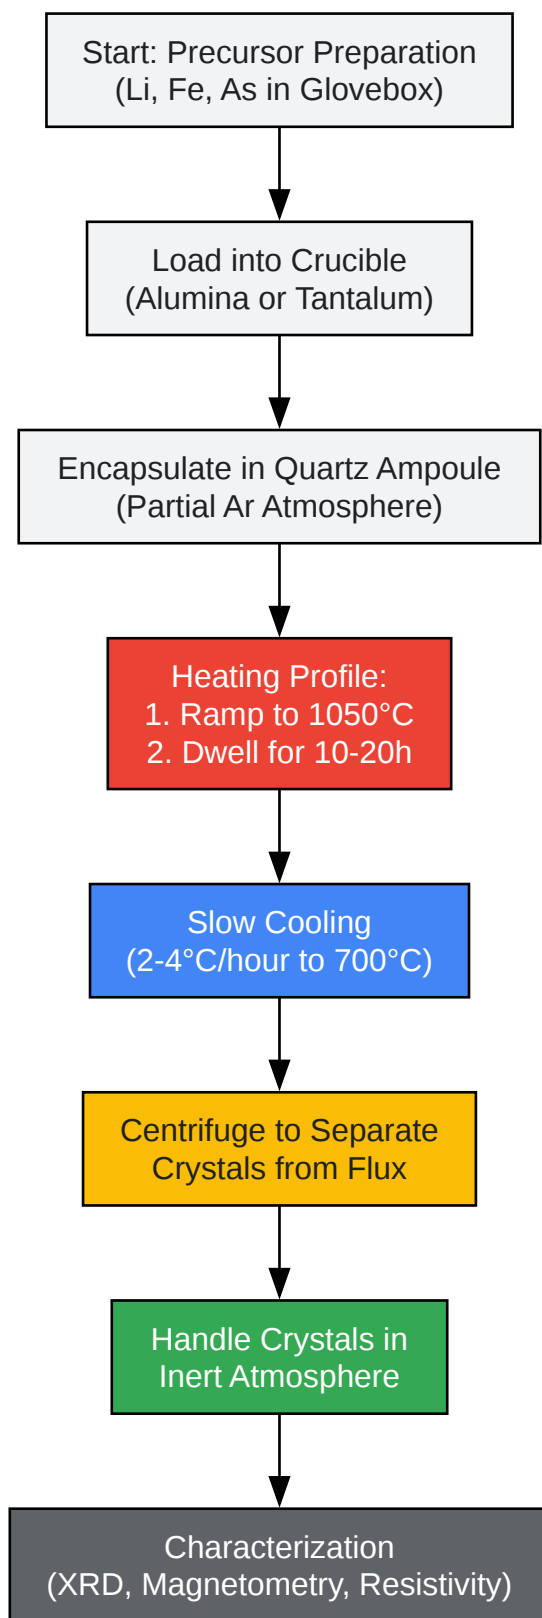 Start: Precursor Preparation
(Li, Fe, As in Glovebox)
Load into Crucible
(Alumina or Tantalum)
Encapsulate in Quartz Ampoule
(Partial Ar Atmosphere)
Heating Profile:
1. Ramp to 1050°C
2. Dwell for 10-20h
Slow Cooling
(2-4°C/hour to 700°C)
Centrifuge to Separate
Crystals from Flux
Handle Crystals in
Inert Atmosphere
Characterization
(XRD, Magnetometry, Resistivity)